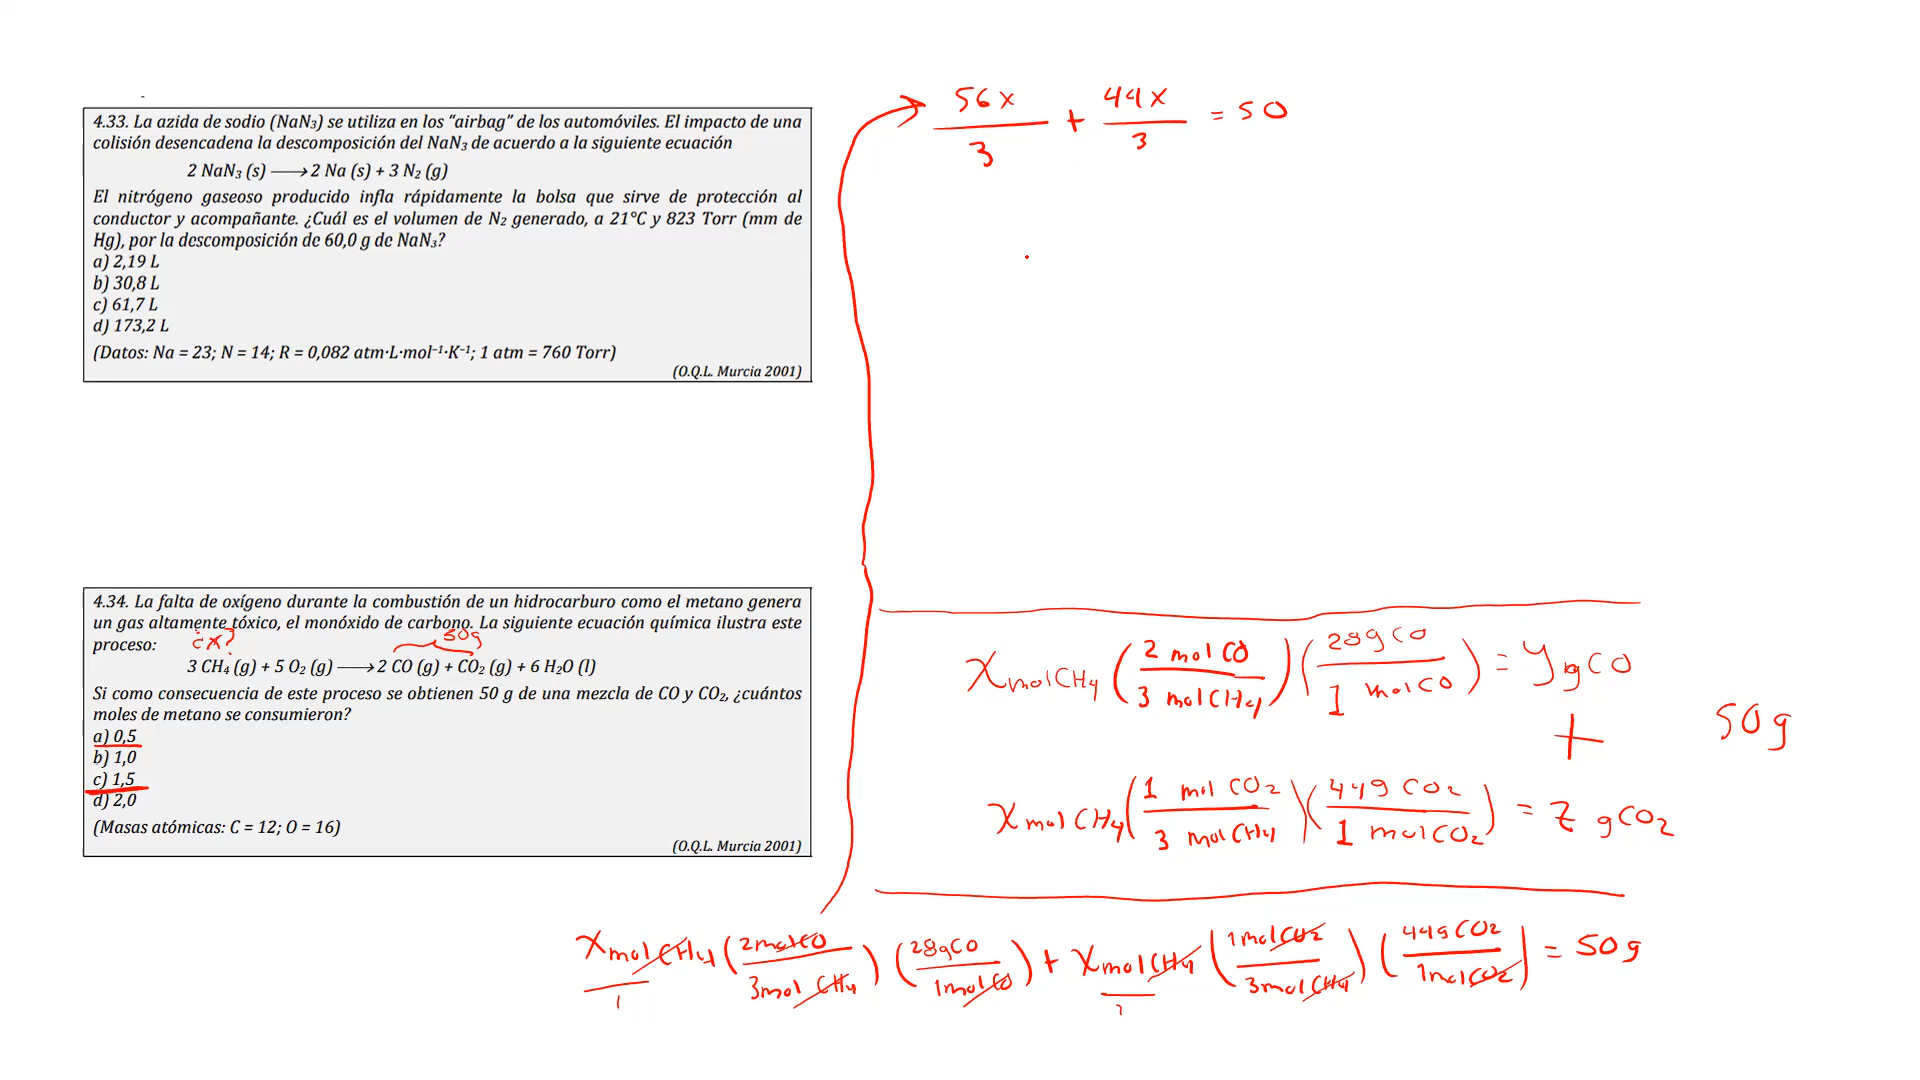 4.33. La azida de sodio (NaN₃) se utiliza en los "airbag" de los automóviles. El impacto de una
colisión desencadena la descomposición del NaN₃ de acuerdo a la siguiente ecuación
2 NaN₃ (s) ⟶ 2 Na (s) + 3 N₂ (g)
El nitrógeno gaseoso producido infla rápidamente la bolsa que sirve de protección al
conductor y acompañante. ¿Cuál es el volumen de N₂ generado, a 21°C y 823 Torr (mm de
Hg), por la descomposición de 60,0 g de NaN₃?
a) 2,19 L
b) 30,8 L
c) 61,7 L
d) 173,2 L
(Datos: Na = 23; N = 14; R = 0,082 atm·L·mol⁻¹·K⁻¹; 1 atm = 760 Torr)
(O.Q.L. Murcia 2001)
56x/3 + 44x/3 = 50
4.34. La falta de oxígeno durante la combustión de un hidrocarburo como el metano genera
un gas altamente tóxico, el monóxido de carbono. La siguiente ecuación química ilustra este
proceso:
¿x? 50g
3 CH₄ (g) + 5 O₂ (g) ⟶ 2 CO (g) + CO₂ (g) + 6 H₂O (l)
Si como consecuencia de este proceso se obtienen 50 g de una mezcla de CO y CO₂, ¿cuántos
moles de metano se consumieron?
a) 0,5
b) 1,0
c) 1,5
d) 2,0
(Masas atómicas: C = 12; O = 16)
(O.Q.L. Murcia 2001)
x mol CH₄ (2 mol CO / 3 mol CH₄) (28g CO / 1 mol CO) = y g CO
+ 50g
x mol CH₄ (1 mol CO₂ / 3 mol CH₄) (44g CO₂ / 1 mol CO₂) = z g CO₂
x mol CH₄ / 1 (2 mol CO / 3 mol CH₄) (28g CO / 1 mol CO) + x mol CH₄ / 1 (1 mol CO₂ / 3 mol CH₄) (44g CO₂ / 1 mol CO₂) = 50g